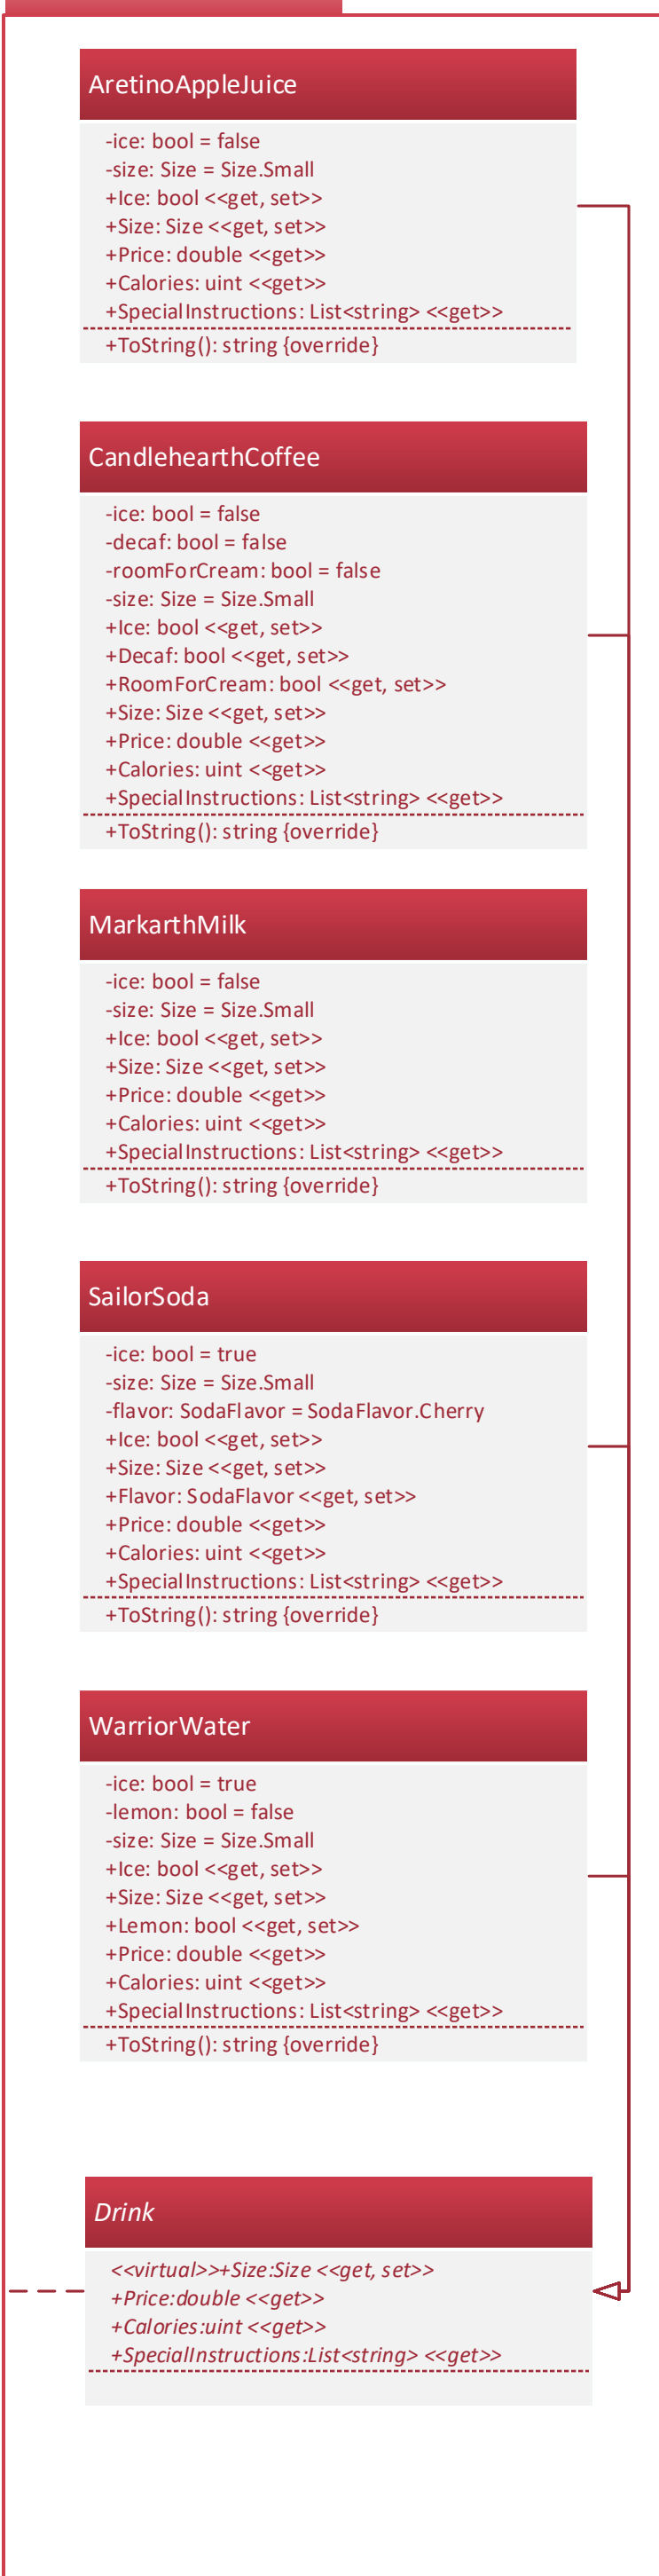 AretinoAppleJuice
-ice: bool = false
-size: Size = Size.Small
+Ice: bool <<get, set>>
+Size: Size <<get, set>>
+Price: double <<get>>
+Calories: uint <<get>>
+SpecialInstructions: List<string> <<get>>
+ToString(): string {override}
CandlehearthCoffee
-ice: bool = false
-decaf: bool = false
-roomForCream: bool = false
-size: Size = Size.Small
+Ice: bool <<get, set>>
+Decaf: bool <<get, set>>
+RoomForCream: bool <<get, set>>
+Size: Size <<get, set>>
+Price: double <<get>>
+Calories: uint <<get>>
+SpecialInstructions: List<string> <<get>>
+ToString(): string {override}
MarkarthMilk
-ice: bool = false
-size: Size = Size.Small
+Ice: bool <<get, set>>
+Size: Size <<get, set>>
+Price: double <<get>>
+Calories: uint <<get>>
+SpecialInstructions: List<string> <<get>>
+ToString(): string {override}
SailorSoda
-ice: bool = true
-size: Size = Size.Small
-flavor: SodaFlavor = SodaFlavor.Cherry
+Ice: bool <<get, set>>
+Size: Size <<get, set>>
+Flavor: SodaFlavor <<get, set>>
+Price: double <<get>>
+Calories: uint <<get>>
+SpecialInstructions: List<string> <<get>>
+ToString(): string {override}
WarriorWater
-ice: bool = true
-lemon: bool = false
-size: Size = Size.Small
+Ice: bool <<get, set>>
+Size: Size <<get, set>>
+Lemon: bool <<get, set>>
+Price: double <<get>>
+Calories: uint <<get>>
+SpecialInstructions: List<string> <<get>>
+ToString(): string {override}
Drink
<<virtual>>+Size:Size <<get, set>>
+Price:double <<get>>
+Calories:uint <<get>>
+SpecialInstructions:List<string> <<get>>